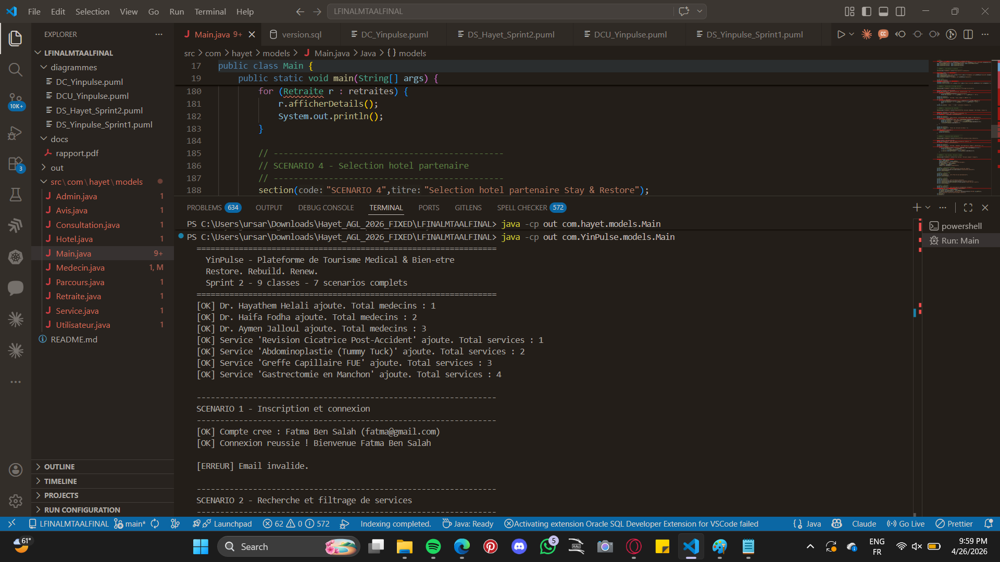 File Edit Selection View Go Run Terminal Help
LFINALMTAALFINAL
EXPLORER
Main.java 9+
version.sql
DC_Yinpulse.puml
DS_Hayet_Sprint2.puml
DCU_Yinpulse.puml
DS_Yinpulse_Sprint1.puml
src > com > hayet > models > Main.java > Java > {} models
LFINALMTAALFINAL
diagrammes
DC_Yinpulse.puml
DCU_Yinpulse.puml
DS_Hayet_Sprint2.puml
DS_Yinpulse_Sprint1.puml
docs
rapport.pdf
out
src\com\hayet\models
Admin.java 1
Avis.java 1
Consultation.java 1
Hotel.java 1
Main.java 9+
Medecin.java 1, M
Parcours.java 1
Retraite.java 1
Service.java 1
Utilisateur.java 1
README.md
OUTLINE
TIMELINE
PROJECTS
RUN CONFIGURATION
10K+
3
17 public class Main {
19 public static void main(String[] args) {
180 for (Retraite r : retraites) {
181 r.afficherDetails();
182 System.out.println();
183 }
184
185 // ----------------------------------------------
186 // SCENARIO 4 - Selection hotel partenaire
187 // ----------------------------------------------
188 section(code: "SCENARIO 4",titre: "Selection hotel partenaire Stay & Restore");
PROBLEMS 634 OUTPUT DEBUG CONSOLE TERMINAL PORTS GITLENS SPELL CHECKER 572
powershell
Run: Main
PS C:\Users\ursar\Downloads\Hayet_AGL_2026_FIXED\LFINALMTAALFINAL> java -cp out com.hayet.models.Main
PS C:\Users\ursar\Downloads\Hayet_AGL_2026_FIXED\LFINALMTAALFINAL> java -cp out com.YinPulse.models.Main
================================================================
YinPulse - Plateforme de Tourisme Medical & Bien-etre
Restore. Rebuild. Renew.
Sprint 2 - 9 classes - 7 scenarios complets
================================================================
[OK] Dr. Hayathem Helali ajoute. Total medecins : 1
[OK] Dr. Haifa Fodha ajoute. Total medecins : 2
[OK] Dr. Aymen Jalloul ajoute. Total medecins : 3
[OK] Service 'Revision Cicatrice Post-Accident' ajoute. Total services : 1
[OK] Service 'Abdominoplastie (Tummy Tuck)' ajoute. Total services : 2
[OK] Service 'Greffe Capillaire FUE' ajoute. Total services : 3
[OK] Service 'Gastrectomie en Manchon' ajoute. Total services : 4
----------------------------------------------------------------
SCENARIO 1 - Inscription et connexion
----------------------------------------------------------------
[OK] Compte cree : Fatma Ben Salah (fatma@gmail.com)
[OK] Connexion reussie ! Bienvenue Fatma Ben Salah
[ERREUR] Email invalide.
----------------------------------------------------------------
SCENARIO 2 - Recherche et filtrage de services
----------------------------------------------------------------
LFINALMTAALFINAL main* Launchpad 62 0 572 Indexing completed. Java: Ready Activating extension Oracle SQL Developer Extension for VSCode failed {} Java Claude Go Live Prettier
61°
Search
5
ENG
FR
9:59 PM
4/26/2026